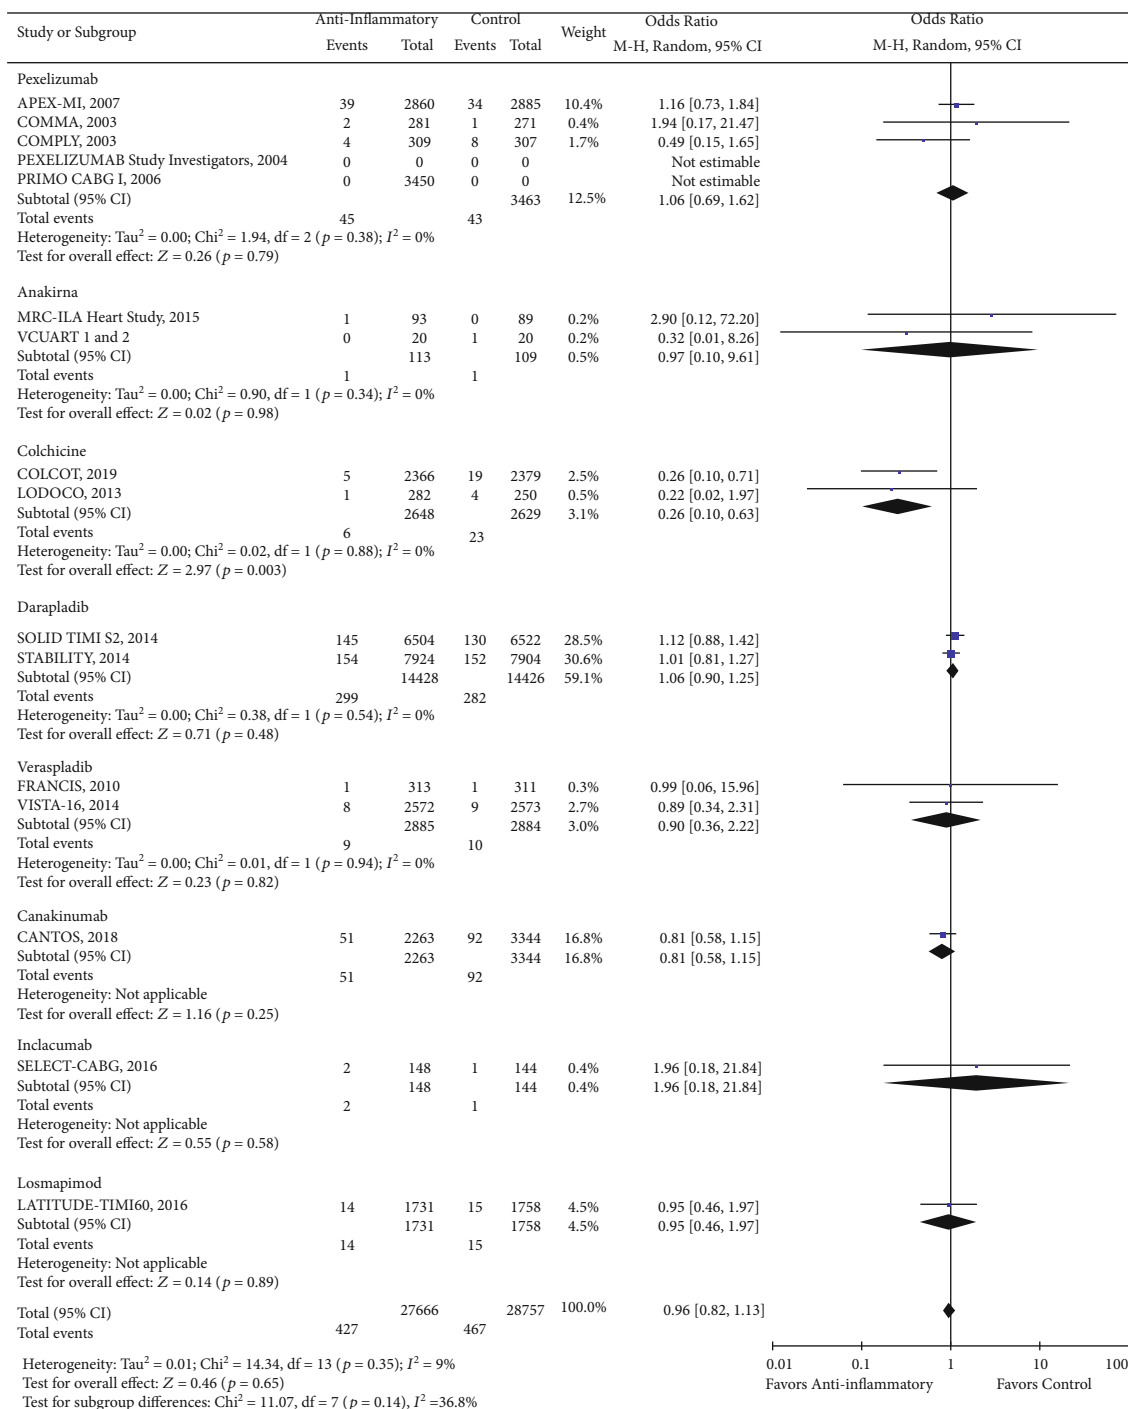 Study or Subgroup Anti-Inflammatory Control Weight Odds Ratio Odds Ratio
Events Total Events Total M-H, Random, 95% CI M-H, Random, 95% CI
Pexelizumab
APEX-MI, 2007 39 2860 34 2885 10.4% 1.16 [0.73, 1.84]
COMMA, 2003 2 281 1 271 0.4% 1.94 [0.17, 21.47]
COMPLY, 2003 4 309 8 307 1.7% 0.49 [0.15, 1.65]
PEXELIZUMAB Study Investigators, 2004 0 0 0 0 Not estimable
PRIMO CABG I, 2006 0 3450 0 0 Not estimable
Subtotal (95% CI) 3463 12.5% 1.06 [0.69, 1.62]
Total events 45 43
Heterogeneity: Tau² = 0.00; Chi² = 1.94, df = 2 (p = 0.38); I² = 0%
Test for overall effect: Z = 0.26 (p = 0.79)
Anakirna
MRC-ILA Heart Study, 2015 1 93 0 89 0.2% 2.90 [0.12, 72.20]
VCUART 1 and 2 0 20 1 20 0.2% 0.32 [0.01, 8.26]
Subtotal (95% CI) 113 109 0.5% 0.97 [0.10, 9.61]
Total events 1 1
Heterogeneity: Tau² = 0.00; Chi² = 0.90, df = 1 (p = 0.34); I² = 0%
Test for overall effect: Z = 0.02 (p = 0.98)
Colchicine
COLCOT, 2019 5 2366 19 2379 2.5% 0.26 [0.10, 0.71]
LODOCO, 2013 1 282 4 250 0.5% 0.22 [0.02, 1.97]
Subtotal (95% CI) 2648 2629 3.1% 0.26 [0.10, 0.63]
Total events 6 23
Heterogeneity: Tau² = 0.00; Chi² = 0.02, df = 1 (p = 0.88); I² = 0%
Test for overall effect: Z = 2.97 (p = 0.003)
Darapladib
SOLID TIMI S2, 2014 145 6504 130 6522 28.5% 1.12 [0.88, 1.42]
STABILITY, 2014 154 7924 152 7904 30.6% 1.01 [0.81, 1.27]
Subtotal (95% CI) 14428 14426 59.1% 1.06 [0.90, 1.25]
Total events 299 282
Heterogeneity: Tau² = 0.00; Chi² = 0.38, df = 1 (p = 0.54); I² = 0%
Test for overall effect: Z = 0.71 (p = 0.48)
Veraspladib
FRANCIS, 2010 1 313 1 311 0.3% 0.99 [0.06, 15.96]
VISTA-16, 2014 8 2572 9 2573 2.7% 0.89 [0.34, 2.31]
Subtotal (95% CI) 2885 2884 3.0% 0.90 [0.36, 2.22]
Total events 9 10
Heterogeneity: Tau² = 0.00; Chi² = 0.01, df = 1 (p = 0.94); I² = 0%
Test for overall effect: Z = 0.23 (p = 0.82)
Canakinumab
CANTOS, 2018 51 2263 92 3344 16.8% 0.81 [0.58, 1.15]
Subtotal (95% CI) 2263 3344 16.8% 0.81 [0.58, 1.15]
Total events 51 92
Heterogeneity: Not applicable
Test for overall effect: Z = 1.16 (p = 0.25)
Inclacumab
SELECT-CABG, 2016 2 148 1 144 0.4% 1.96 [0.18, 21.84]
Subtotal (95% CI) 148 144 0.4% 1.96 [0.18, 21.84]
Total events 2 1
Heterogeneity: Not applicable
Test for overall effect: Z = 0.55 (p = 0.58)
Losmapimod
LATITUDE-TIMI60, 2016 14 1731 15 1758 4.5% 0.95 [0.46, 1.97]
Subtotal (95% CI) 1731 1758 4.5% 0.95 [0.46, 1.97]
Total events 14 15
Heterogeneity: Not applicable
Test for overall effect: Z = 0.14 (p = 0.89)
Total (95% CI) 27666 28757 100.0% 0.96 [0.82, 1.13]
Total events 427 467
Heterogeneity: Tau² = 0.01; Chi² = 14.34, df = 13 (p = 0.35); I² = 9%
Test for overall effect: Z = 0.46 (p = 0.65)
Test for subgroup differences: Chi² = 11.07, df = 7 (p = 0.14), I² =36.8%
0.01 0.1 1 10 100
Favors Anti-inflammatory Favors Control